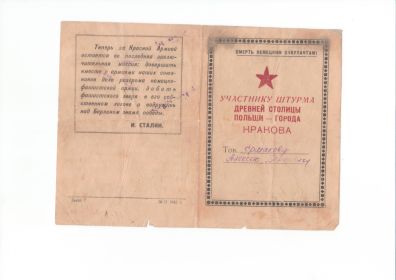 Теперь за Красной Армией
остается ее последняя заклю-
чительная миссия: довершить
вместе с армиями наших союз-
ников дело разгрома немецко-
фашистской армии, добить
фашистского зверя в его соб-
ственном логове и водрузить
над Берлином знамя победы.
И. СТАЛИН.
СМЕРТЬ НЕМЕЦКИМ ОККУПАНТАМ!
УЧАСТНИКУ ШТУРМА
ДРЕВНЕЙ СТОЛИЦЫ
ПОЛЬШИ — ГОРОДА
КРАКОВА
Тов.